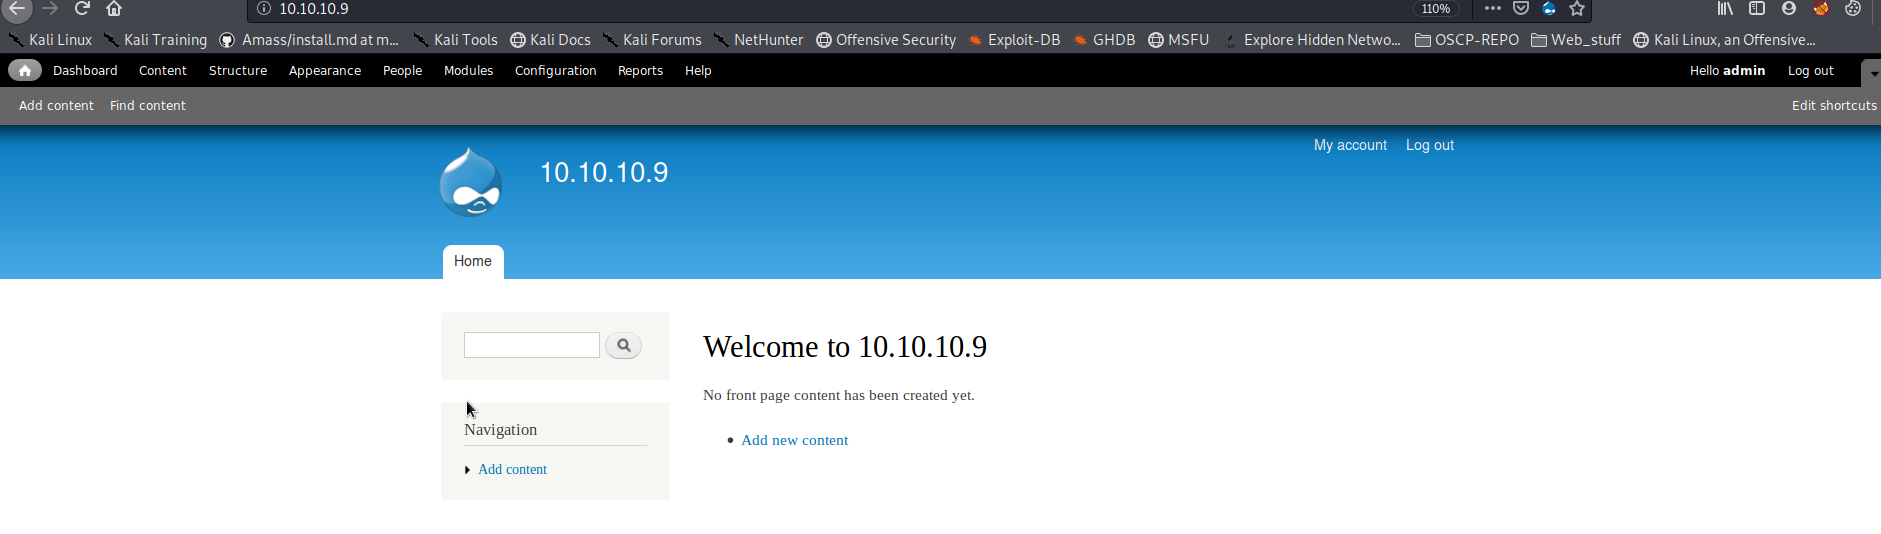 10.10.10.9 110%
Kali Linux Kali Training Amass/install.md at m... Kali Tools Kali Docs Kali Forums NetHunter Offensive Security Exploit-DB GHDB MSFU Explore Hidden Netwo... OSCP-REPO Web_stuff Kali Linux, an Offensive...
Dashboard Content Structure Appearance People Modules Configuration Reports Help Hello admin Log out
Add content Find content Edit shortcuts
My account Log out
10.10.10.9
Home
Welcome to 10.10.10.9
No front page content has been created yet.
Navigation
Add new content
Add content